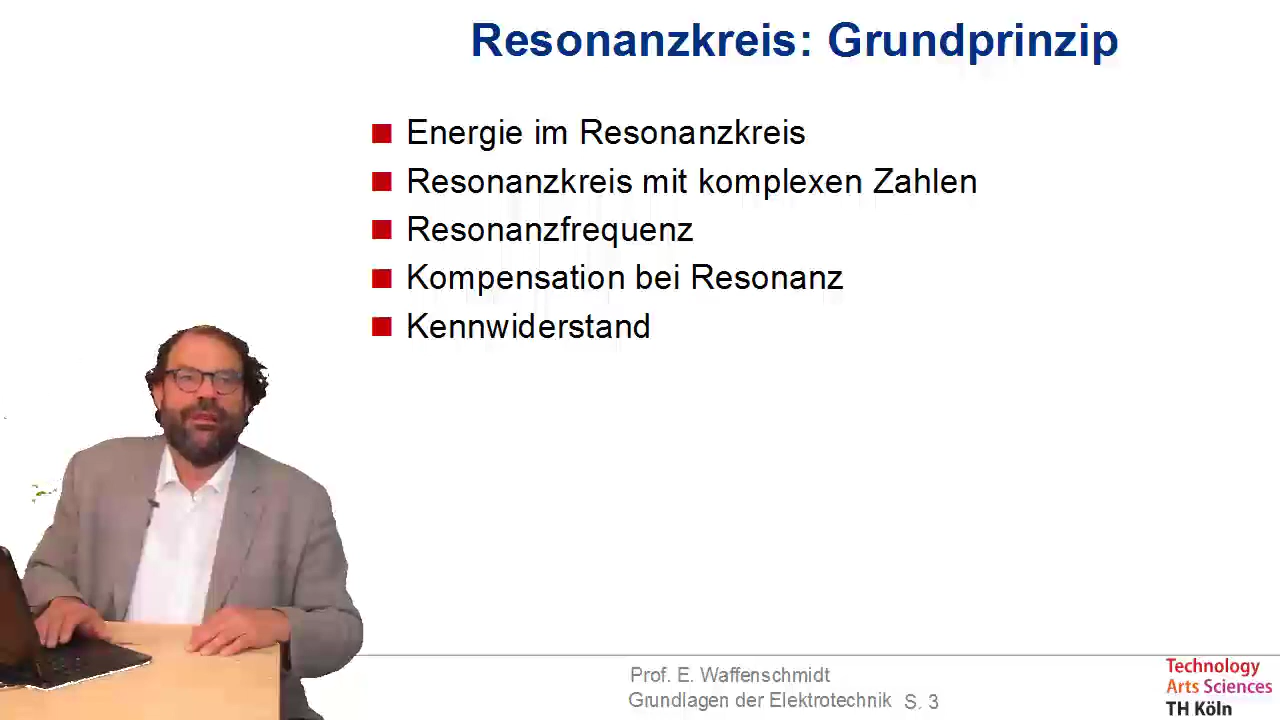 Resonanzkreis: Grundprinzip
Energie im Resonanzkreis
Resonanzkreis mit komplexen Zahlen
Resonanzfrequenz
Kompensation bei Resonanz
Kennwiderstand
Prof. E. Waffenschmidt
Grundlagen der Elektrotechnik S. 3
Technology
Arts Sciences
TH Köln